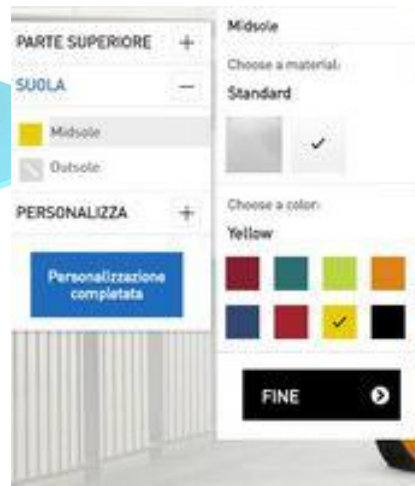 PARTE SUPERIORE +
SUOLA −
Midsole
Outsole
PERSONALIZZA +
Personalizzazione
completata
Midsole
Choose a material:
Standard
Choose a color:
Yellow
FINE